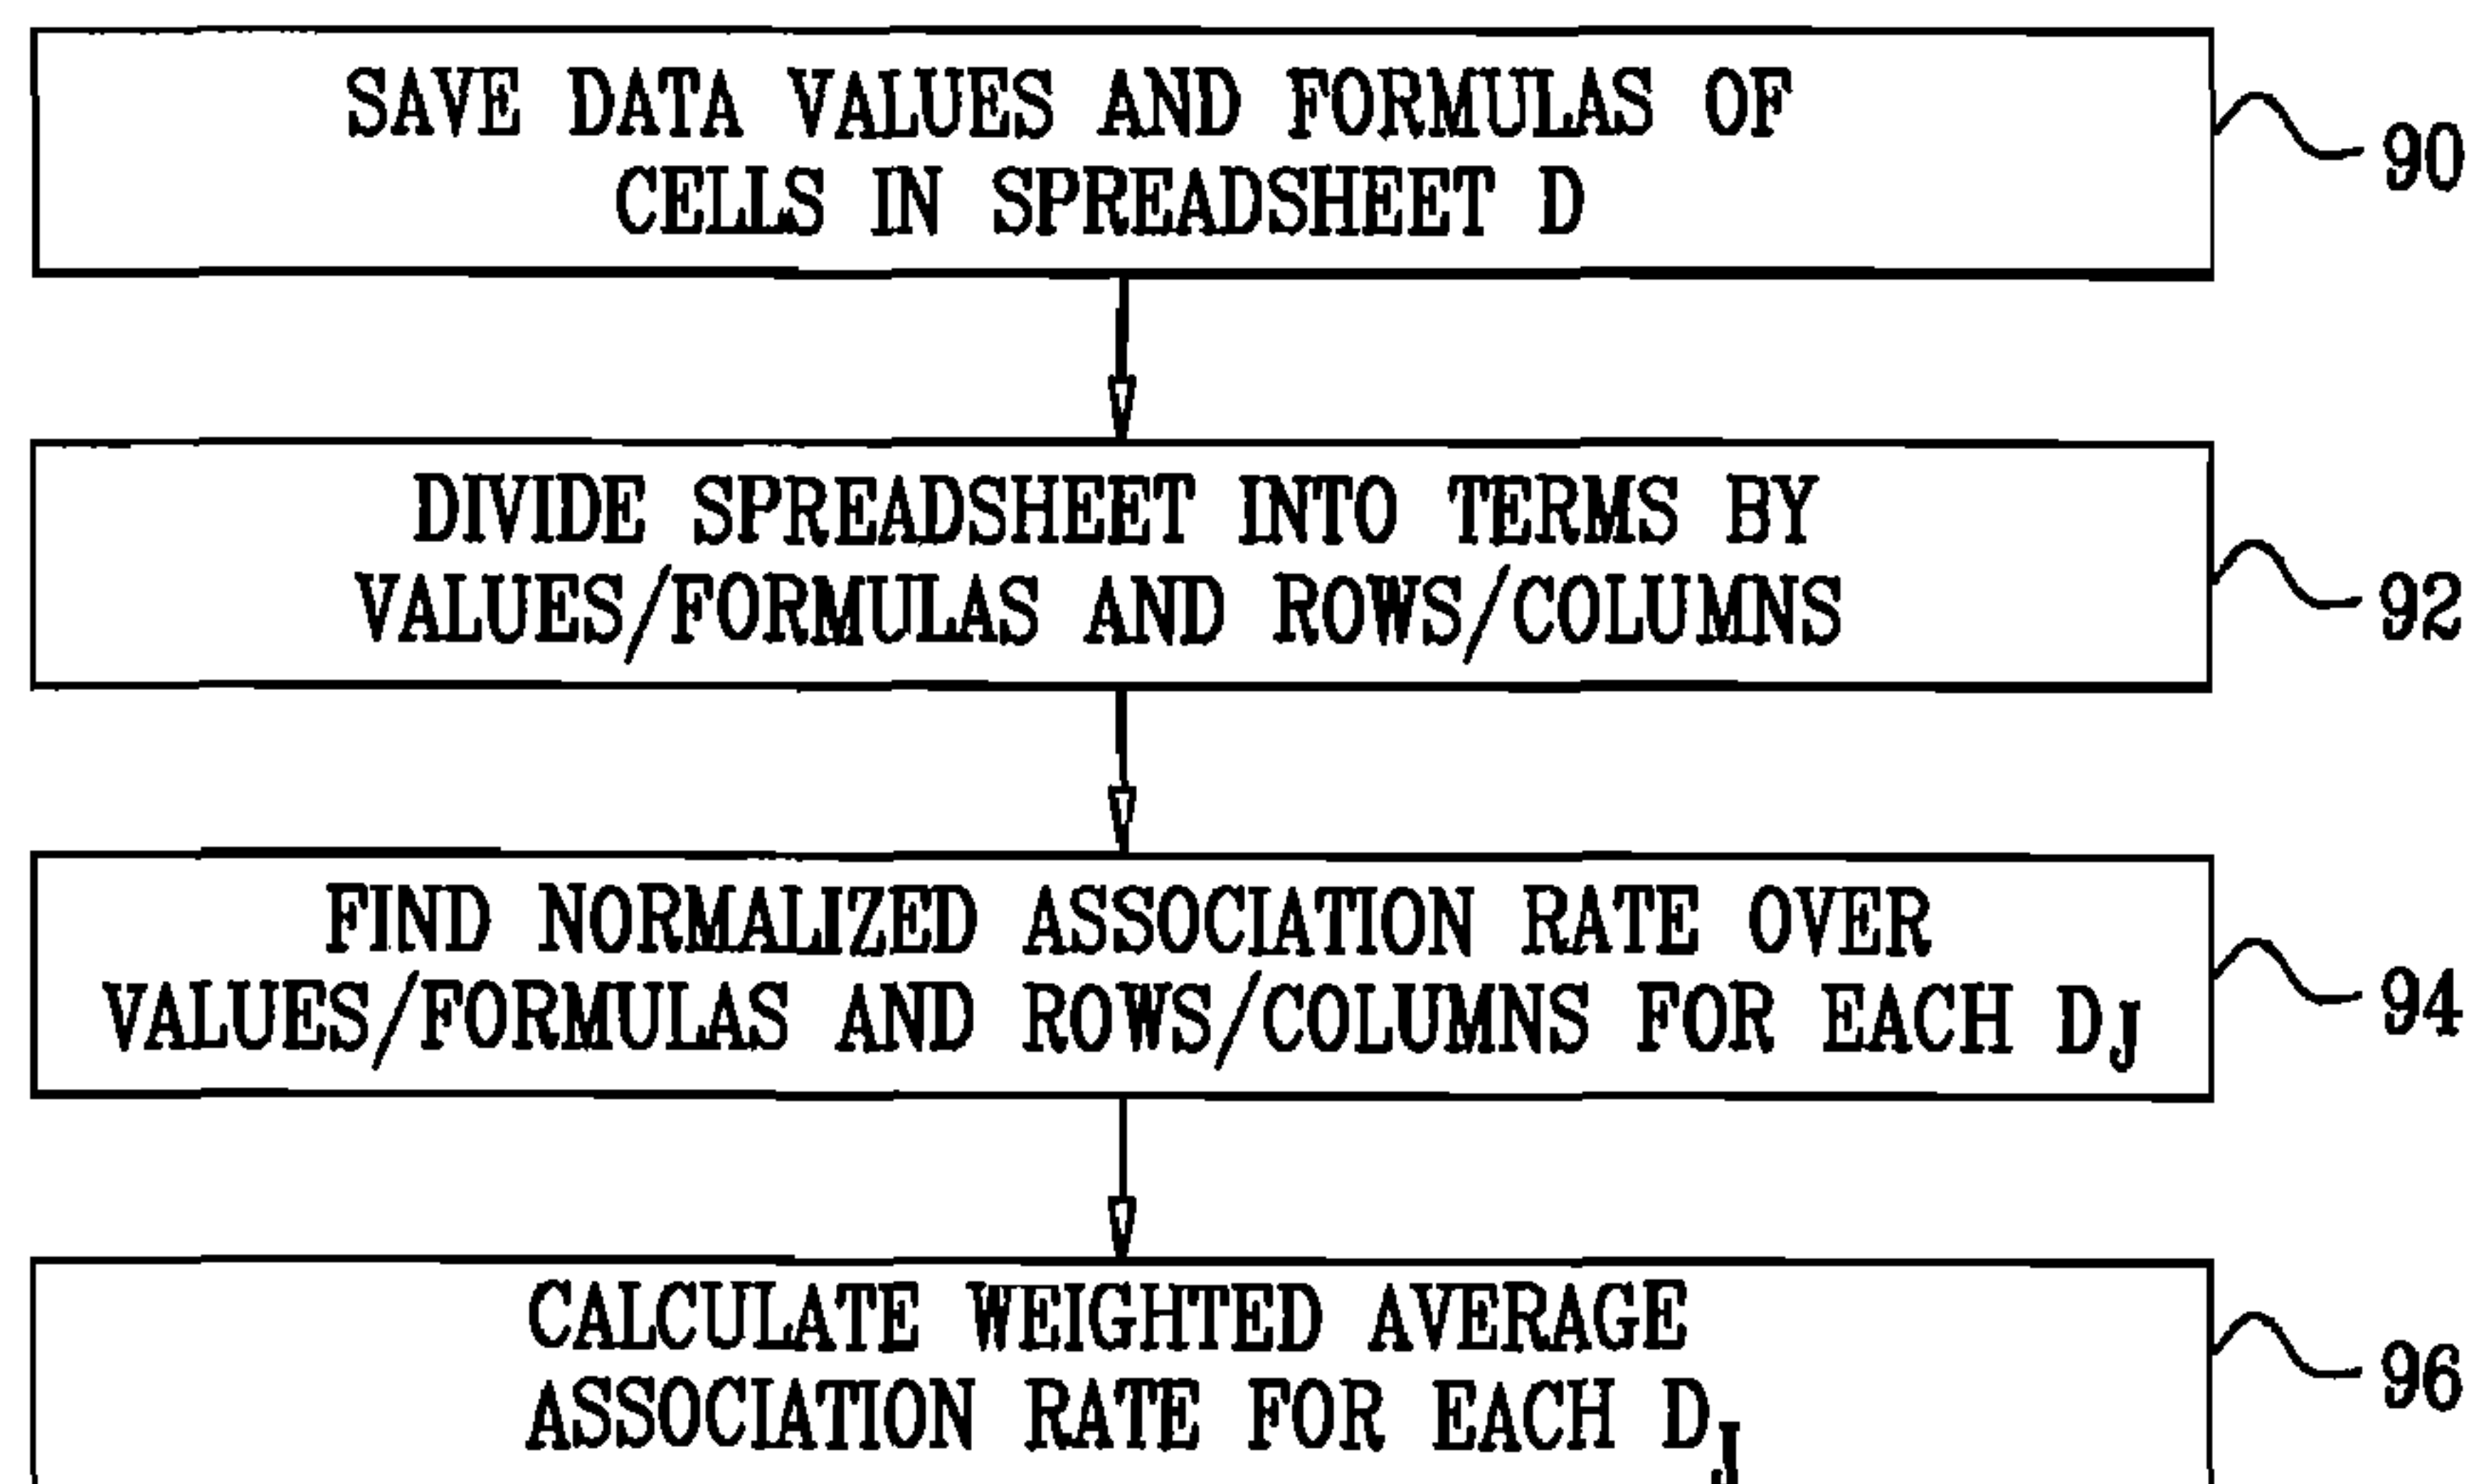 SAVE DATA VALUES AND FORMULAS OF
CELLS IN SPREADSHEET D
90
DIVIDE SPREADSHEET INTO TERMS BY
VALUES/FORMULAS AND ROWS/COLUMNS
92
FIND NORMALIZED ASSOCIATION RATE OVER
VALUES/FORMULAS AND ROWS/COLUMNS FOR EACH DJ
94
CALCULATE WEIGHTED AVERAGE
ASSOCIATION RATE FOR EACH DJ
96